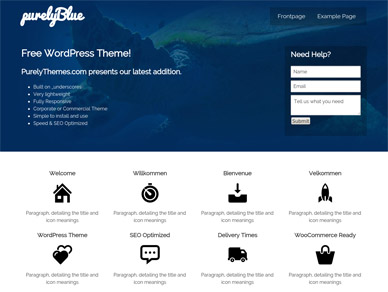 purelyBlue
Frontpage
Example Page
Free WordPress Theme!
PurelyThemes.com presents our latest addition.
Built on _underscores
Very lightweight
Fully Responsive
Corporate or Commercial Theme
Simple to install and use
Speed & SEO Optimized
Need Help?
Name
Email
Tell us what you need
Submit
Welcome
Willkommen
Bienvenue
Velkommen
Paragraph, detailing the title and
icon meanings
Paragraph, detailing the title and
icon meanings
Paragraph, detailing the title and
icon meanings
Paragraph, detailing the title and
icon meanings
WordPress Theme
SEO Optimized
Delivery Times
WooCommerce Ready
Paragraph, detailing the title and
icon meanings
Paragraph, detailing the title and
icon meanings
Paragraph, detailing the title and
icon meanings
Paragraph, detailing the title and
icon meanings